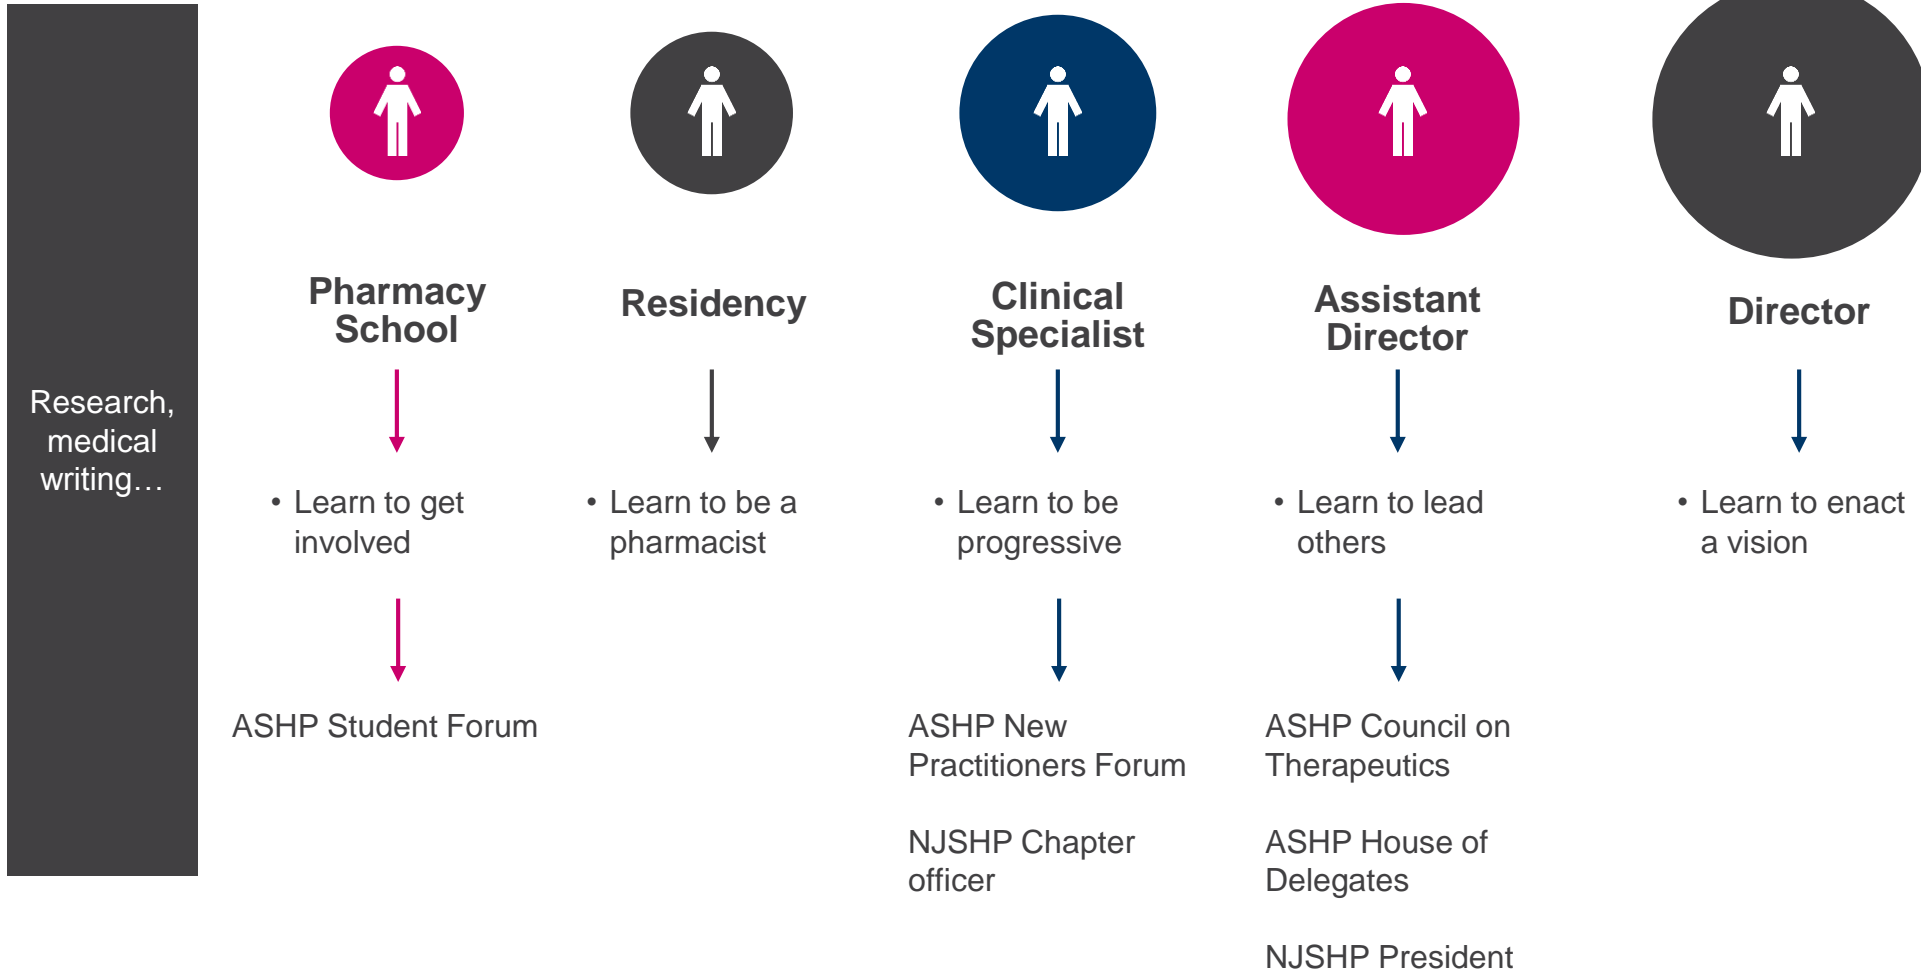 Research,
medical
writing…
Pharmacy
School
• Learn to get
involved
ASHP Student Forum
Residency
• Learn to be a
pharmacist
Clinical
Specialist
• Learn to be
progressive
ASHP New
Practitioners Forum
NJSHP Chapter
officer
Assistant
Director
• Learn to lead
others
ASHP Council on
Therapeutics
ASHP House of
Delegates
NJSHP President
Director
• Learn to enact
a vision